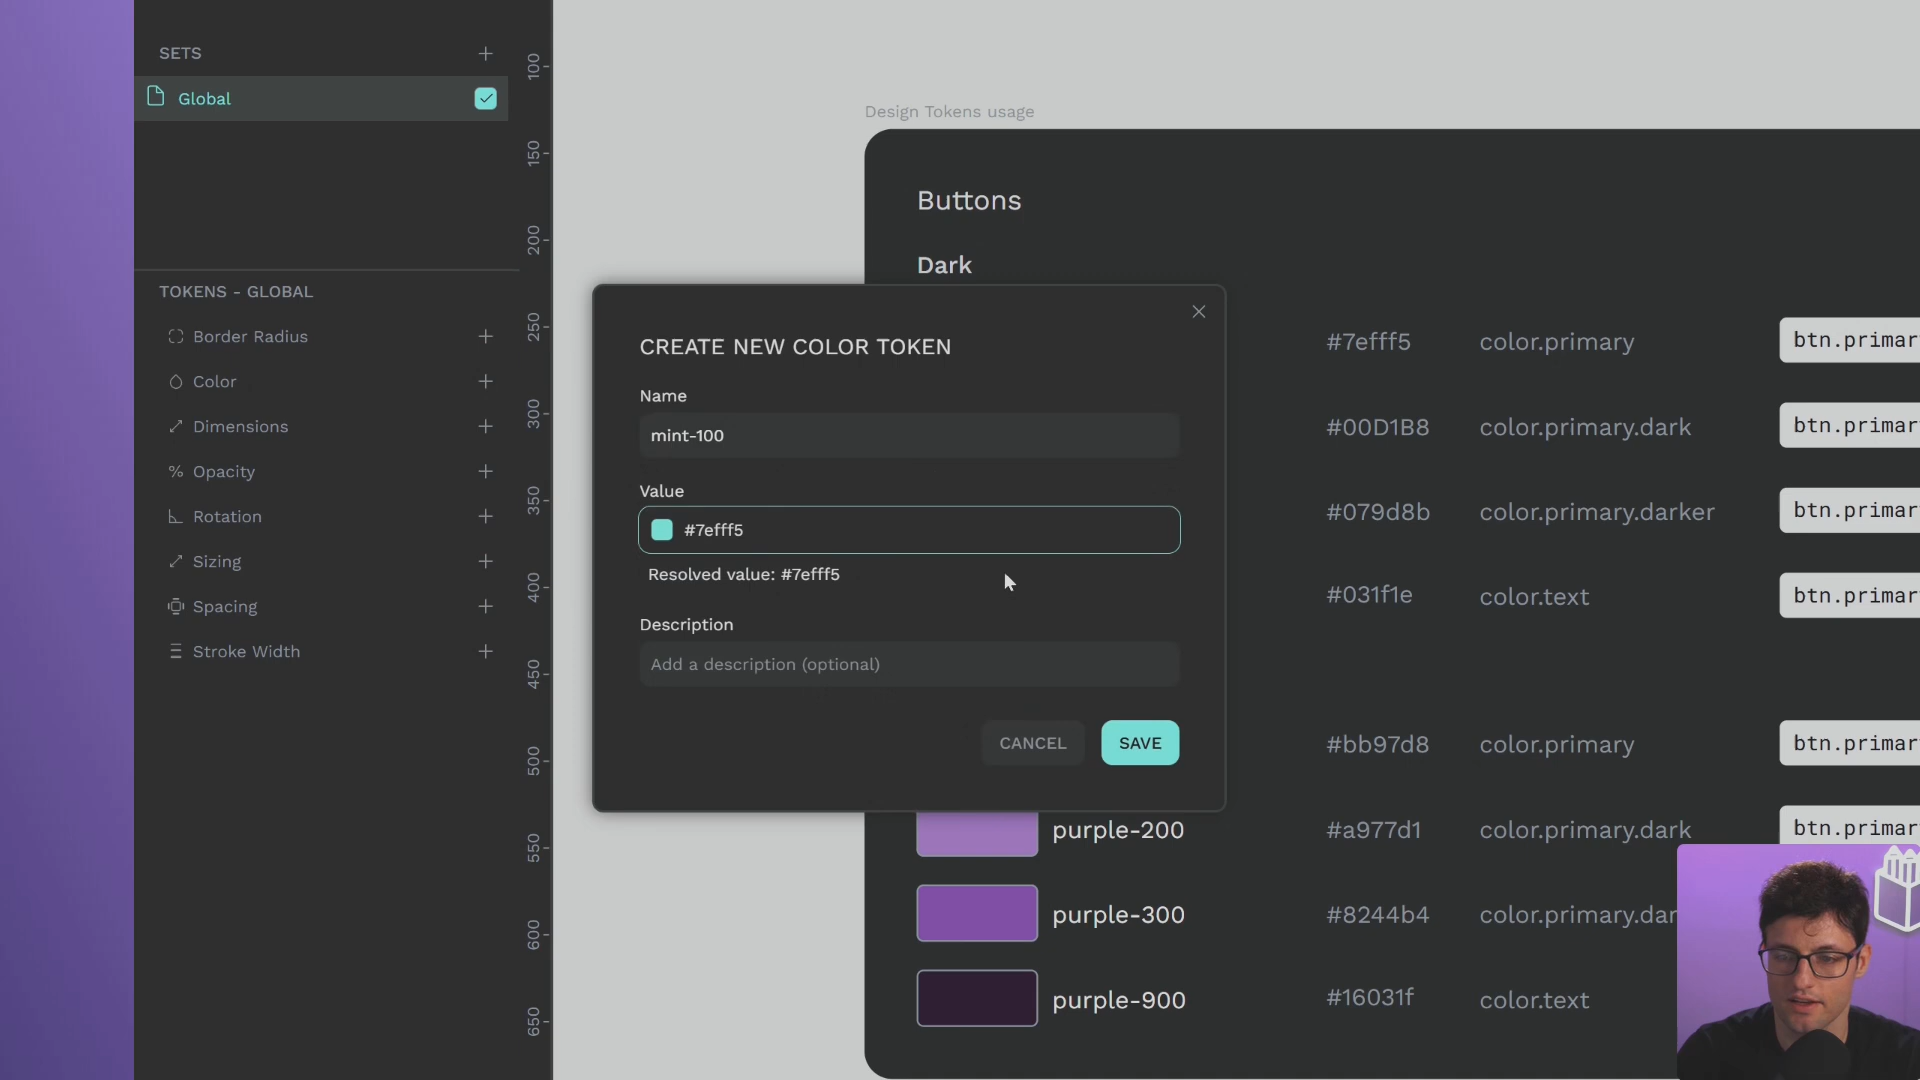 SETS
Global
TOKENS - GLOBAL
Border Radius
Color
Dimensions
Opacity
Rotation
Sizing
Spacing
Stroke Width
100
150
200
250
300
350
400
450
500
550
600
650
Design Tokens usage
Buttons
Dark
CREATE NEW COLOR TOKEN
Name
mint-100
Value
#7efff5
Resolved value: #7efff5
Description
Add a description (optional)
CANCEL
SAVE
#7efff5 color.primary btn.primar
#00D1B8 color.primary.dark btn.primar
#079d8b color.primary.darker btn.primar
#031f1e color.text btn.primar
#bb97d8 color.primary btn.primar
purple-200 #a977d1 color.primary.dark btn.primar
purple-300 #8244b4 color.primary.dar
purple-900 #16031f color.text